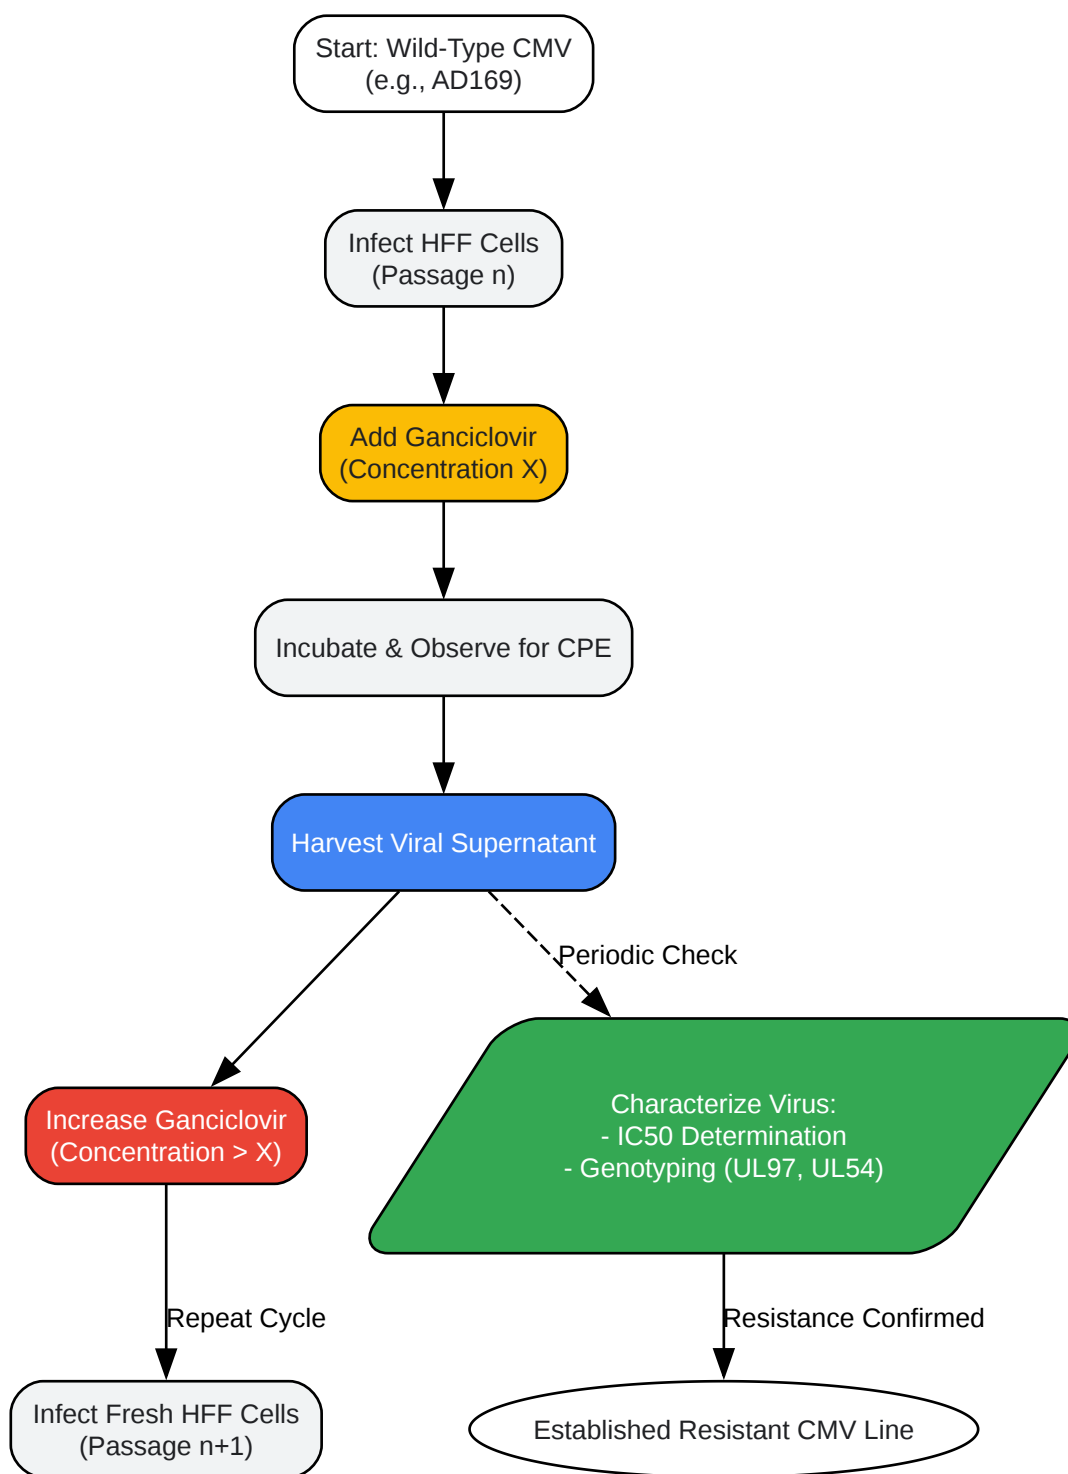 Start: Wild-Type CMV
(e.g., AD169)
Infect HFF Cells
(Passage n)
Add Ganciclovir
(Concentration X)
Incubate & Observe for CPE
Harvest Viral Supernatant
Periodic Check
Increase Ganciclovir
(Concentration > X)
Characterize Virus:
- IC50 Determination
- Genotyping (UL97, UL54)
Repeat Cycle
Resistance Confirmed
Infect Fresh HFF Cells
(Passage n+1)
Established Resistant CMV Line